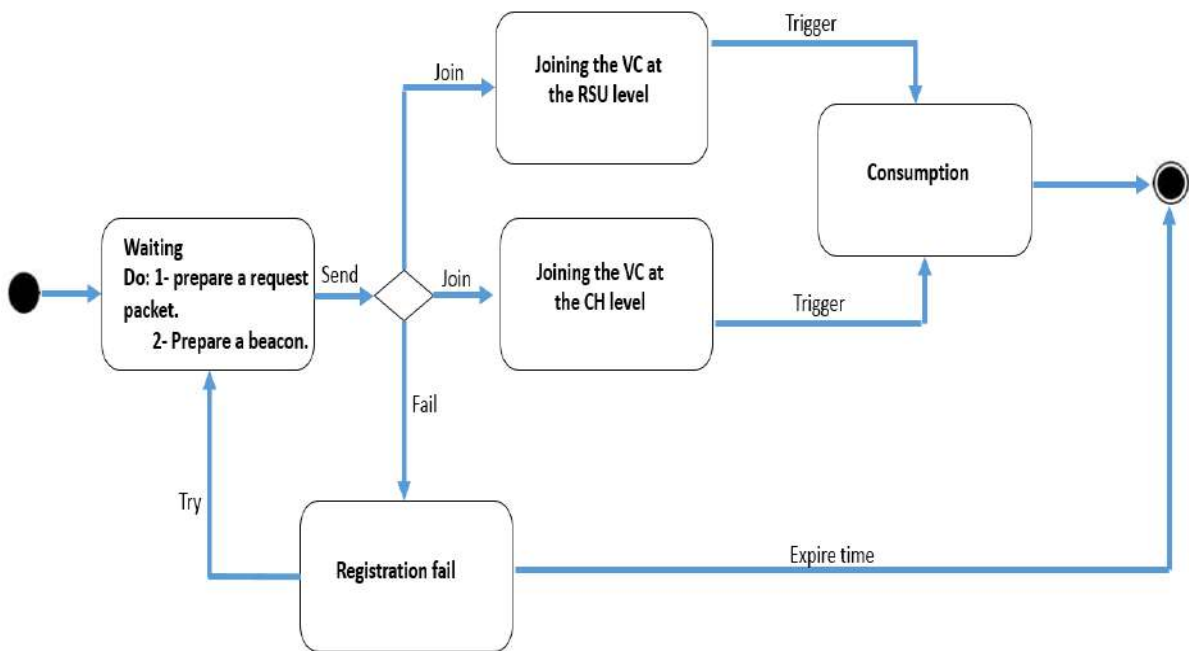 Trigger
Joining the VC at
the RSU level
Join
Consumption
Waiting
Do: 1- prepare a request
packet.
2- Prepare a beacon.
Send
Join
Joining the VC at
the CH level
Trigger
Fail
Try
Registration fail
Expire time